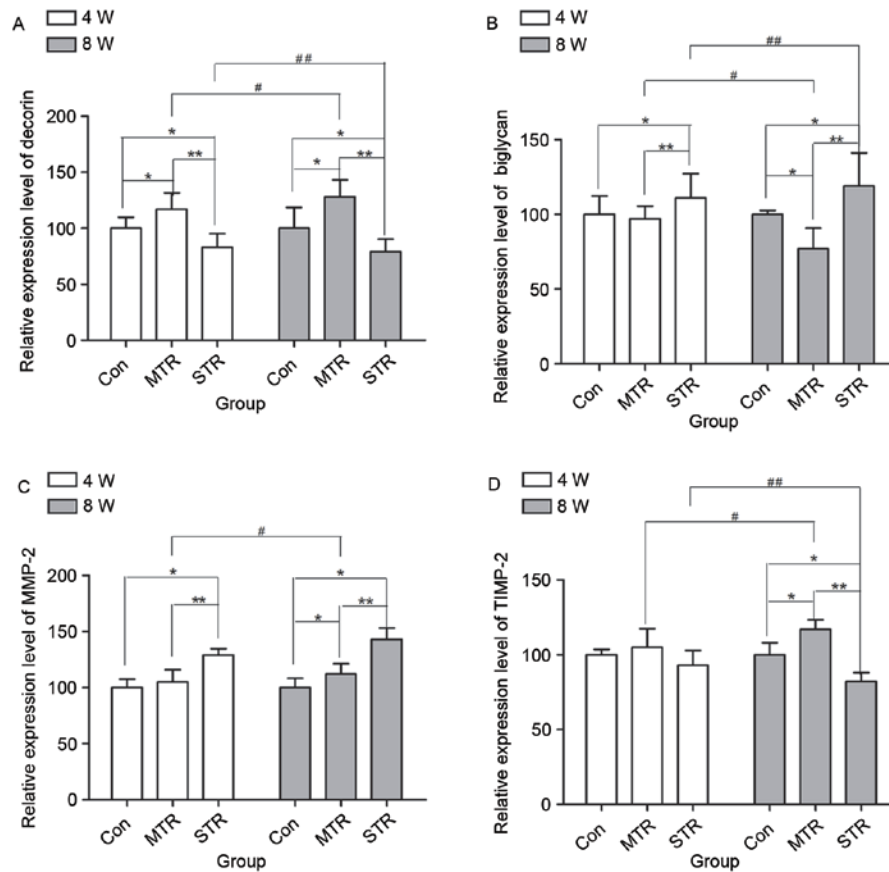 A
4 W
8 W
##
#
*
*
*
**
*
**
Relative expression level of decorin
200
150
100
50
0
Con
MTR
STR
Con
MTR
STR
Group
B
4 W
8 W
##
#
*
*
**
**
*
Relative expression level of biglycan
150
100
50
0
Con
MTR
STR
Con
MTR
STR
Group
C
4 W
8 W
#
*
*
**
**
*
Relative expression level of MMP-2
200
150
100
50
0
Con
MTR
STR
Con
MTR
STR
Group
D
4 W
8 W
##
#
*
*
**
Relative expression level of TIMP-2
150
100
50
0
Con
MTR
STR
Con
MTR
STR
Group